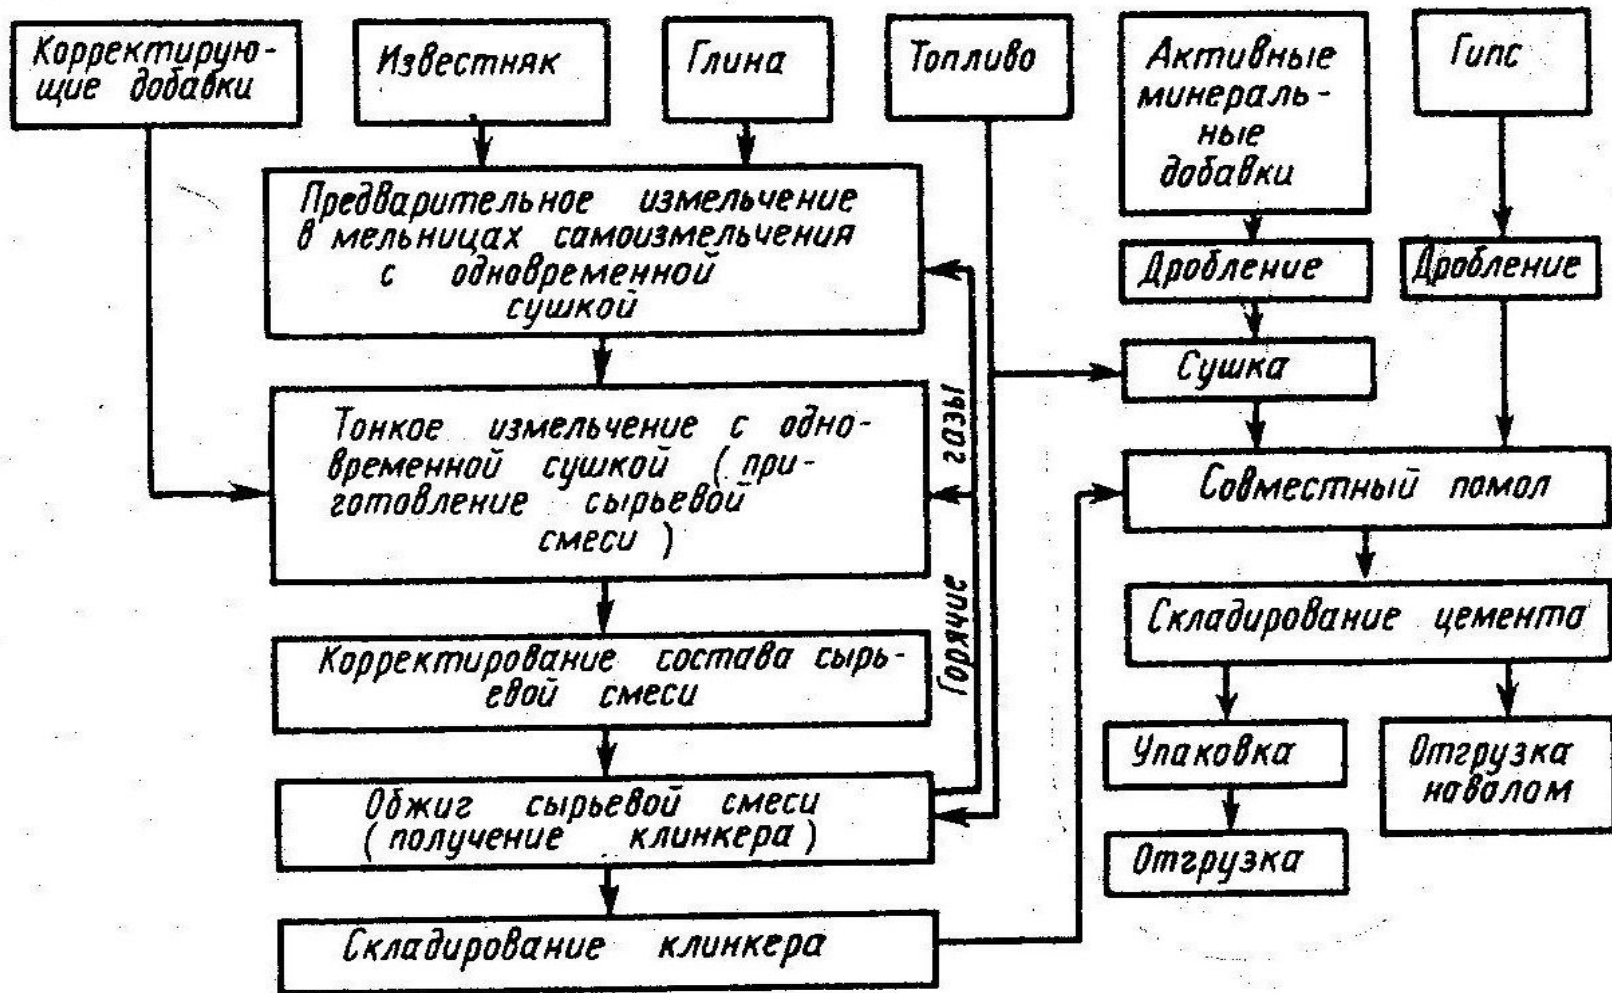 Корректирую-
щие добавки
Известняк
Глина
Топливо
Активные
минераль-
ные
добавки
Гипс
Предварительное измельчение
в мельницах самоизмельчения
с одновременной
сушкой
Дробление
Дробление
Сушка
Тонкое измельчение с одно-
временной сушкой (при-
готовление сырьевой
смеси)
Горячие газы
Совместный помол
Складирование цемента
Корректирование состава сырь-
евой смеси
Упаковка
Отгрузка
навалом
Обжиг сырьевой смеси
(получение клинкера)
Отгрузка
Складирование клинкера